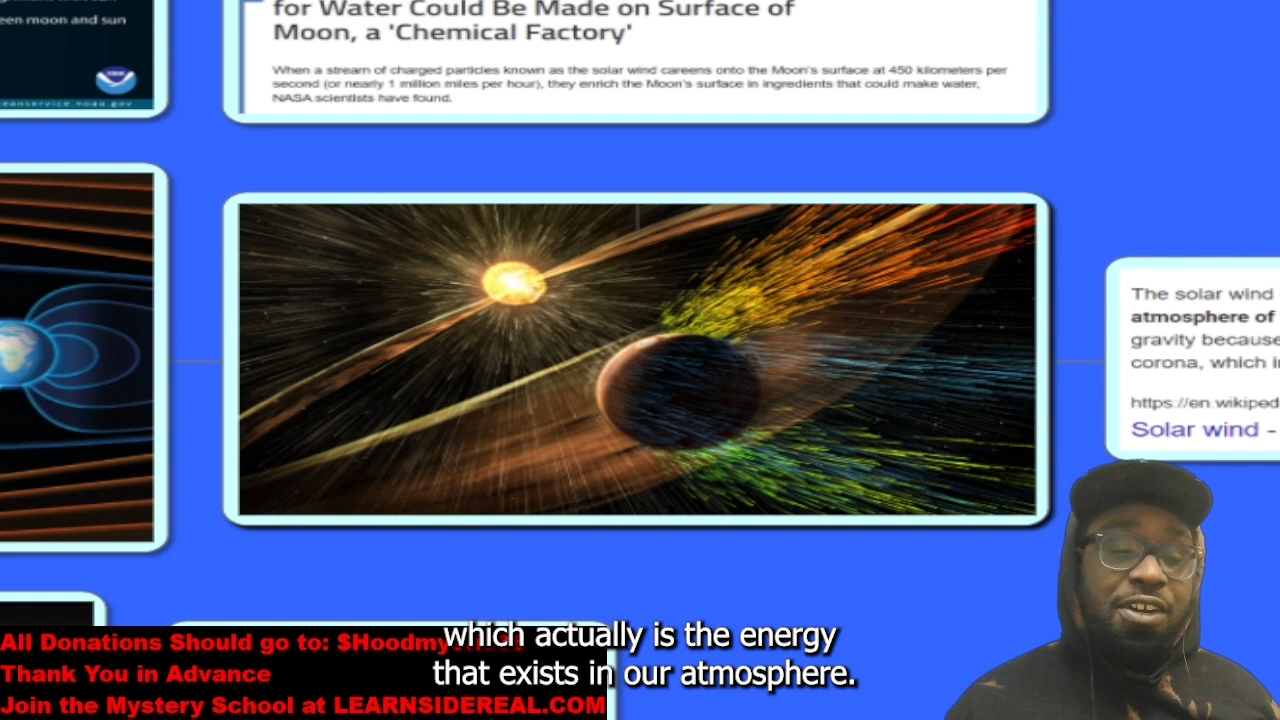 een moon and sun
eanservice.noaa.gov
for Water Could Be Made on Surface of
Moon, a 'Chemical Factory'
When a stream of charged particles known as the solar wind careens onto the Moon's surface at 450 kilometers per
second (or nearly 1 million miles per hour), they enrich the Moon's surface in ingredients that could make water,
NASA scientists have found.
The solar wind
atmosphere of
gravity because
corona, which i
https://en.wikiped
Solar wind -
All Donations Should go to:
Thank You in Advance
Join the Mystery School at LEARNSIDEREAL.COM
which actually is the energy
that exists in our atmosphere.